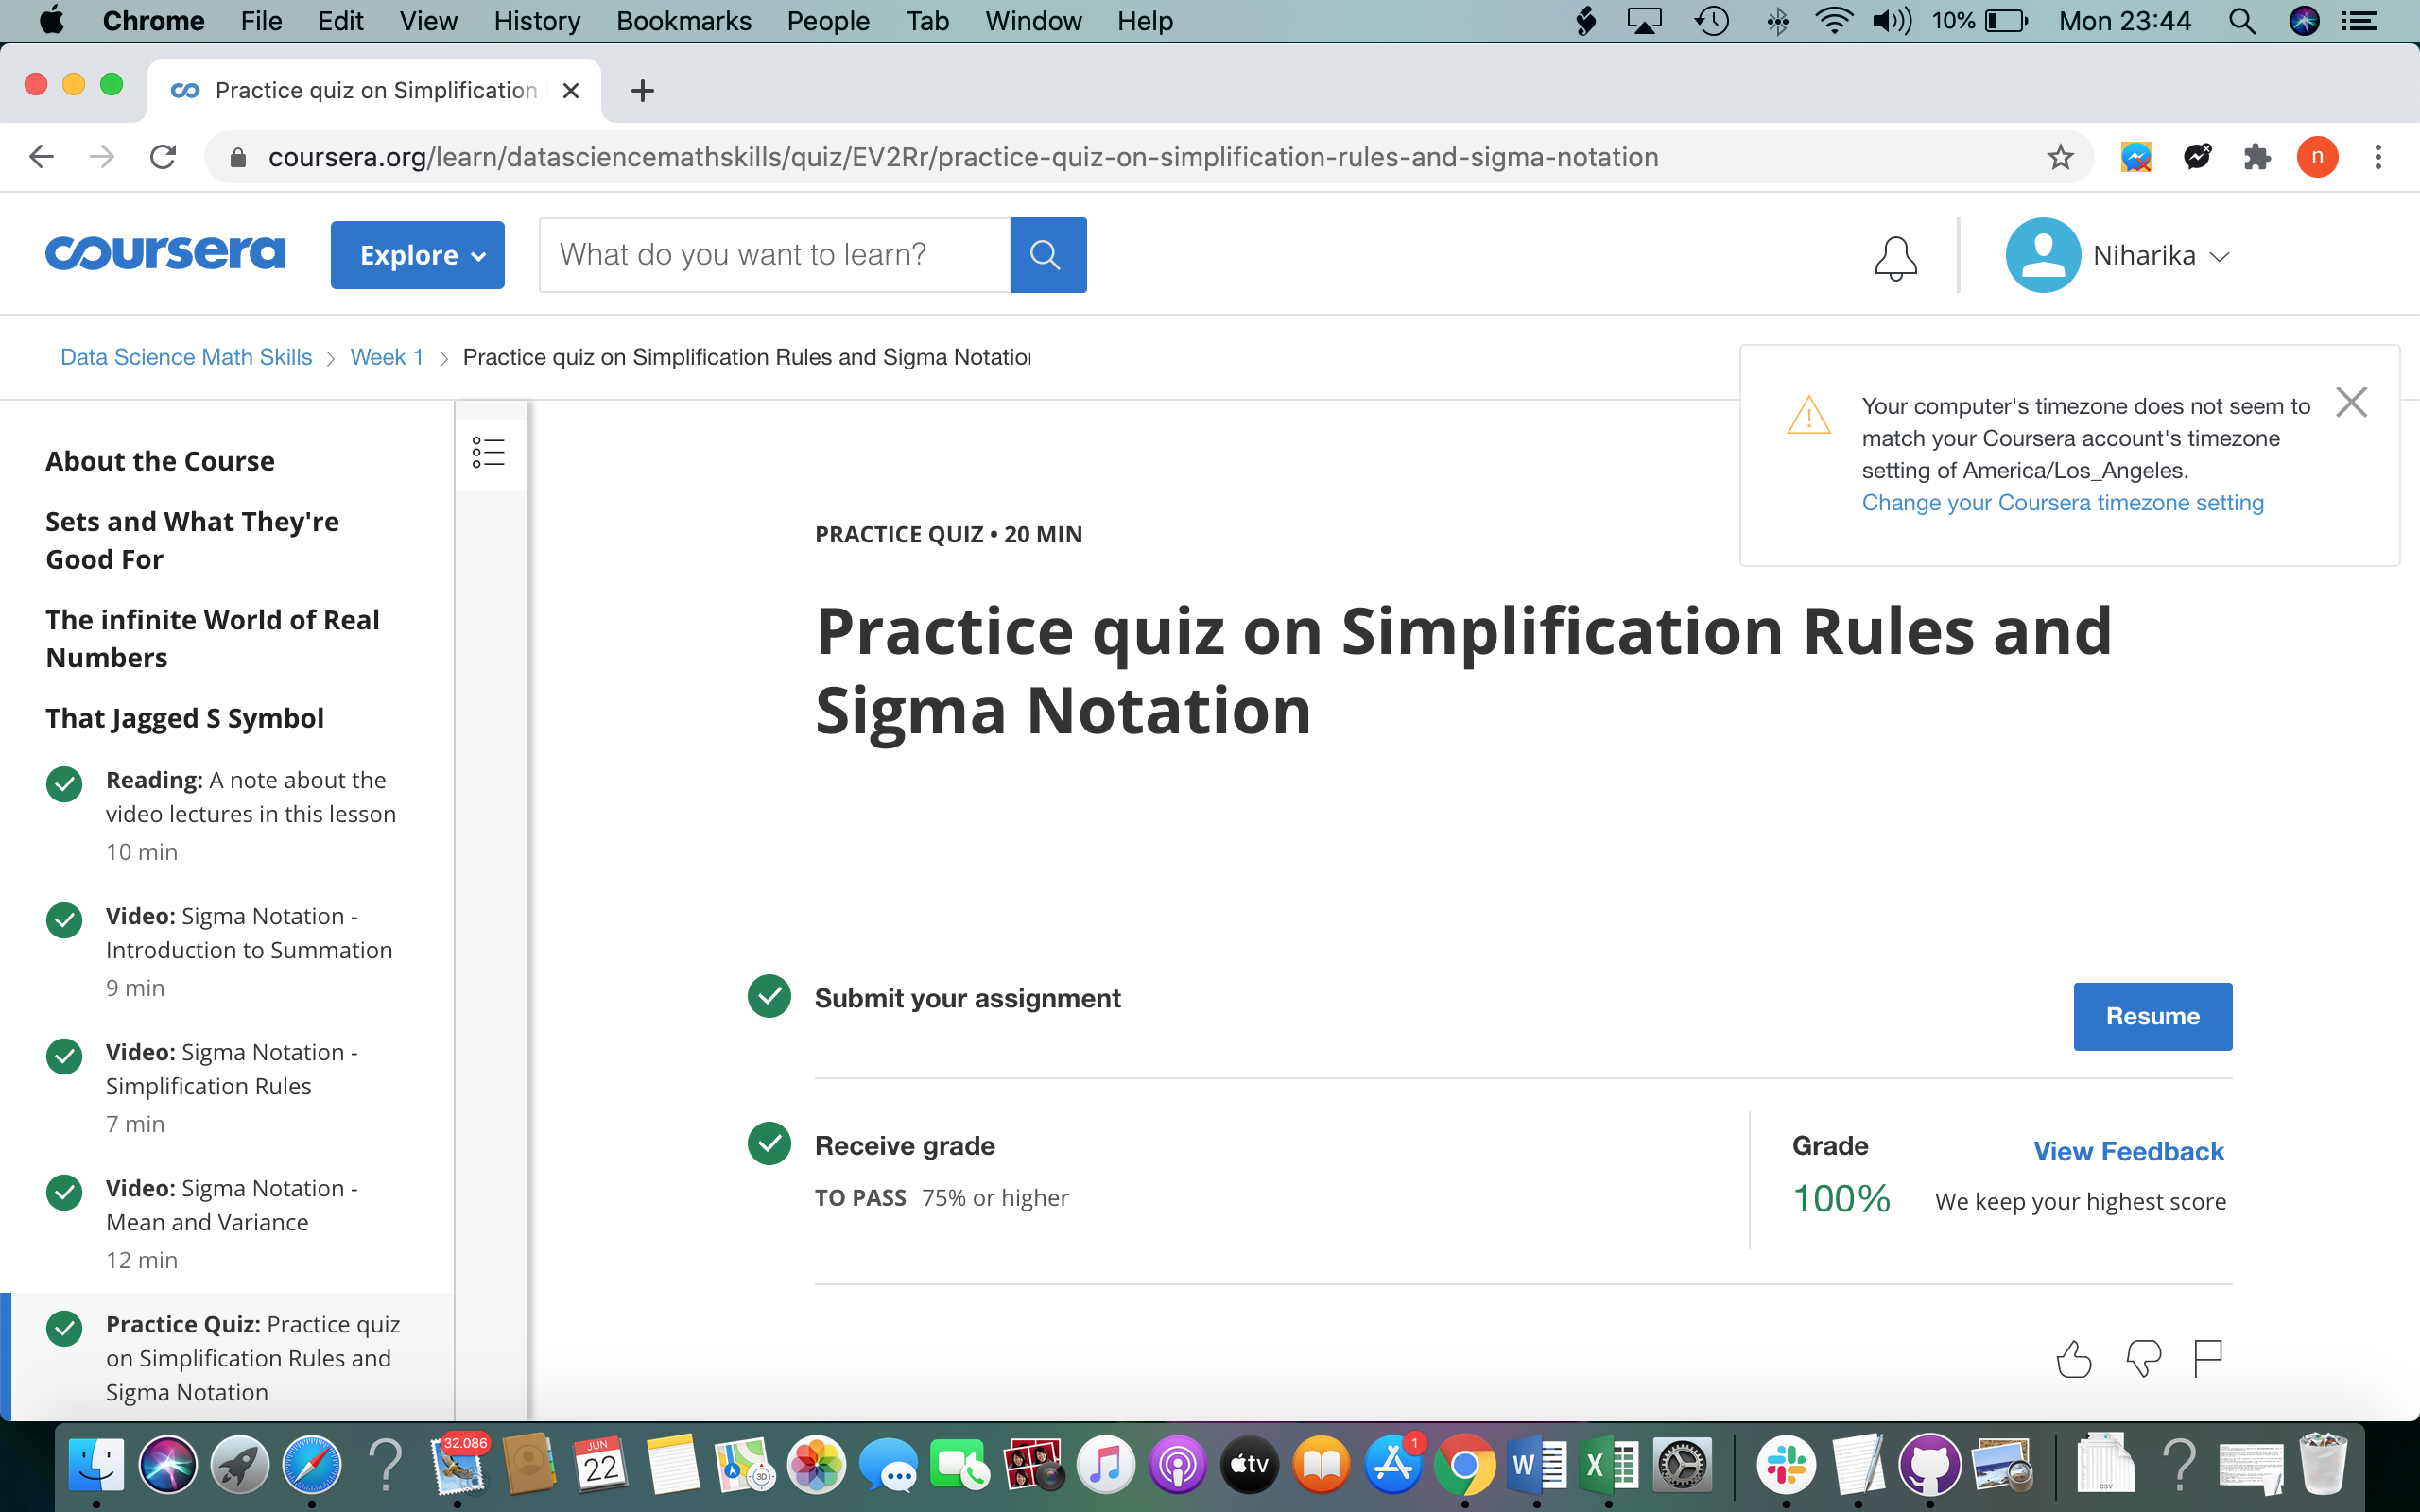 Chrome File Edit View History Bookmarks People Tab Window Help 10% Mon 23:44
Practice quiz on Simplification
coursera.org/learn/datasciencemathskills/quiz/EV2Rr/practice-quiz-on-simplification-rules-and-sigma-notation n
coursera Explore What do you want to learn? Niharika
Data Science Math Skills > Week 1 > Practice quiz on Simplification Rules and Sigma Notation
Your computer's timezone does not seem to
match your Coursera account's timezone
setting of America/Los_Angeles.
Change your Coursera timezone setting
About the Course
Sets and What They're
Good For
The infinite World of Real
Numbers
That Jagged S Symbol
Reading: A note about the
video lectures in this lesson
10 min
Video: Sigma Notation -
Introduction to Summation
9 min
Video: Sigma Notation -
Simplification Rules
7 min
Video: Sigma Notation -
Mean and Variance
12 min
Practice Quiz: Practice quiz
on Simplification Rules and
Sigma Notation
PRACTICE QUIZ • 20 MIN
Practice quiz on Simplification Rules and
Sigma Notation
Submit your assignment
Resume
Receive grade
TO PASS 75% or higher
Grade
100%
View Feedback
We keep your highest score
32.086 JUN 22 3D tv 1 W X CSV